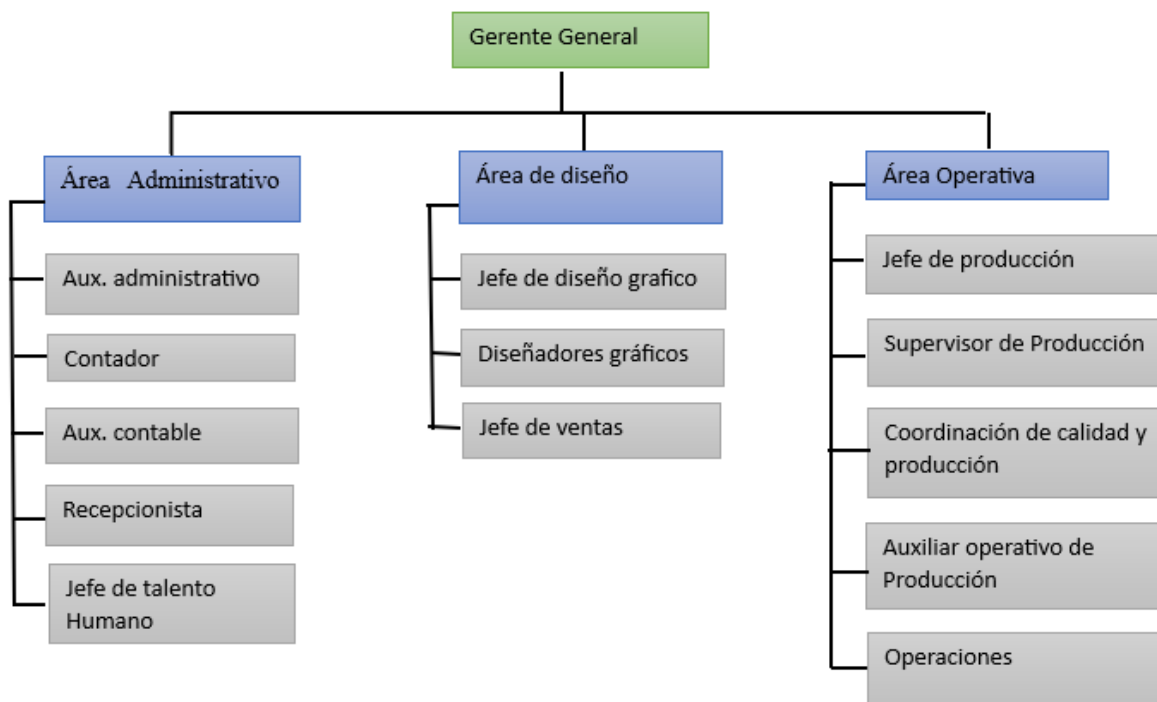 Gerente General
Área Administrativo
Aux. administrativo
Contador
Aux. contable
Recepcionista
Jefe de talento
Humano
Área de diseño
Jefe de diseño grafico
Diseñadores gráficos
Jefe de ventas
Área Operativa
Jefe de producción
Supervisor de Producción
Coordinación de calidad y
producción
Auxiliar operativo de
Producción
Operaciones